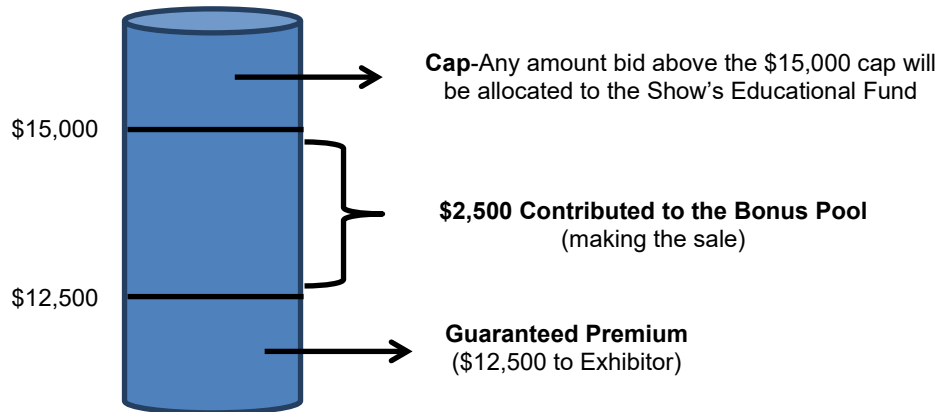 Cap-Any amount bid above the $15,000 cap will
be allocated to the Show's Educational Fund
$15,000
$2,500 Contributed to the Bonus Pool
(making the sale)
$12,500
Guaranteed Premium
($12,500 to Exhibitor)